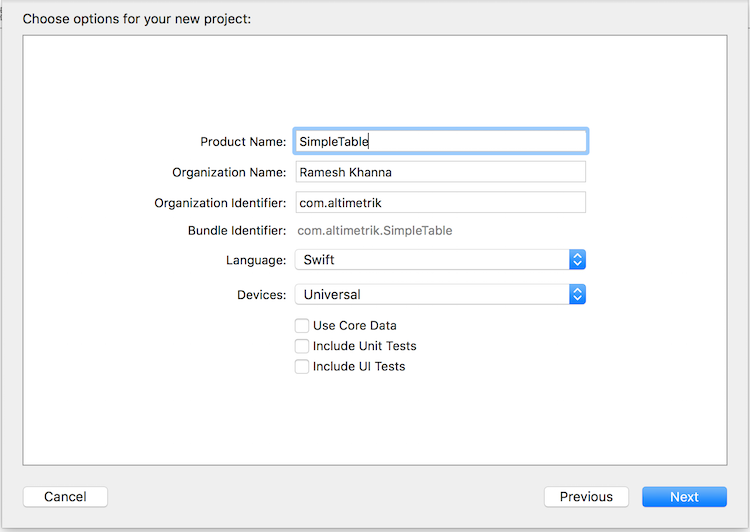 Choose options for your new project:
Product Name: SimpleTable
Organization Name: Ramesh Khanna
Organization Identifier: com.altimetrik
Bundle Identifier: com.altimetrik.SimpleTable
Language: Swift
Devices: Universal
Use Core Data
Include Unit Tests
Include UI Tests
Cancel Previous Next